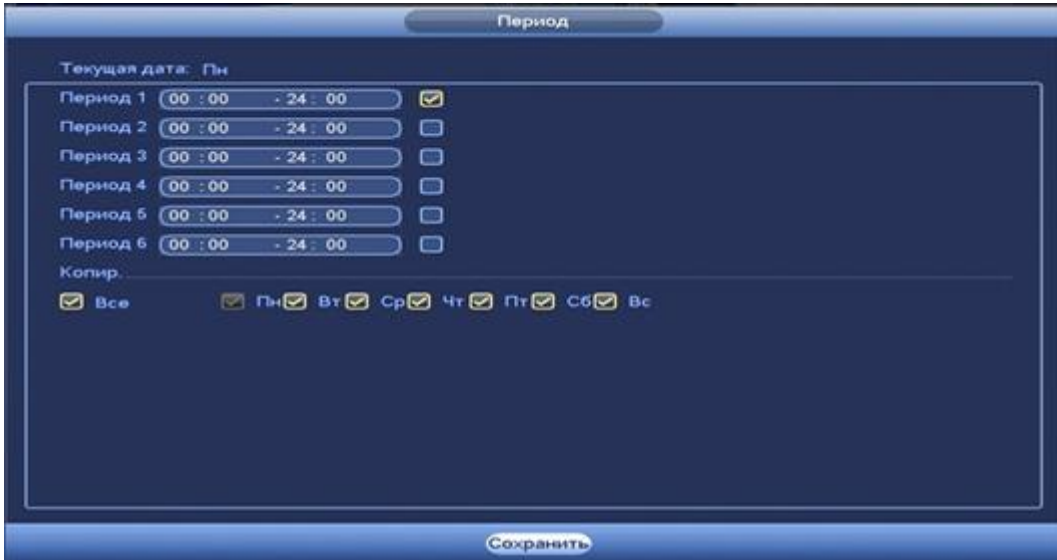 Период
Текущая дата: Пн
Период 1 00 : 00 - 24 : 00
Период 2 00 : 00 - 24 : 00
Период 3 00 : 00 - 24 : 00
Период 4 00 : 00 - 24 : 00
Период 5 00 : 00 - 24 : 00
Период 6 00 : 00 - 24 : 00
Копир.
Все Пн Вт Ср Чт Пт Сб Вс
Сохранить